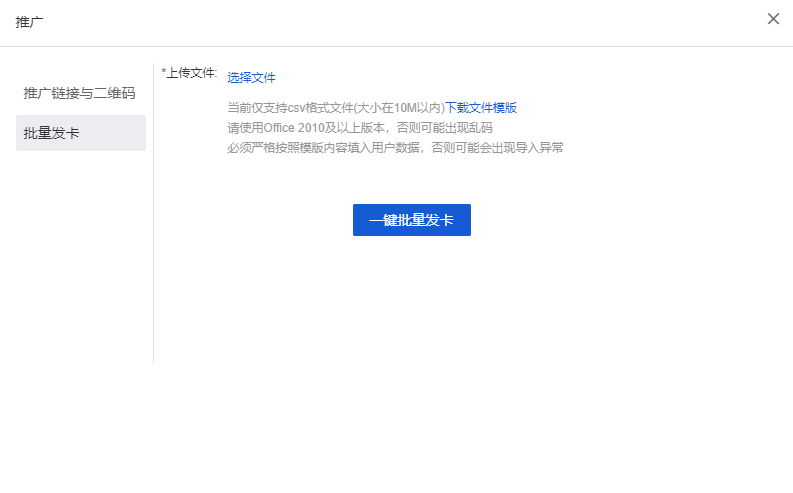 推广
推广链接与二维码
批量发卡
*上传文件:
选择文件
当前仅支持csv格式文件(大小在10M以内)下载文件模版
请使用Office 2010及以上版本，否则可能出现乱码
必须严格按照模版内容填入用户数据，否则可能会出现导入异常
一键批量发卡